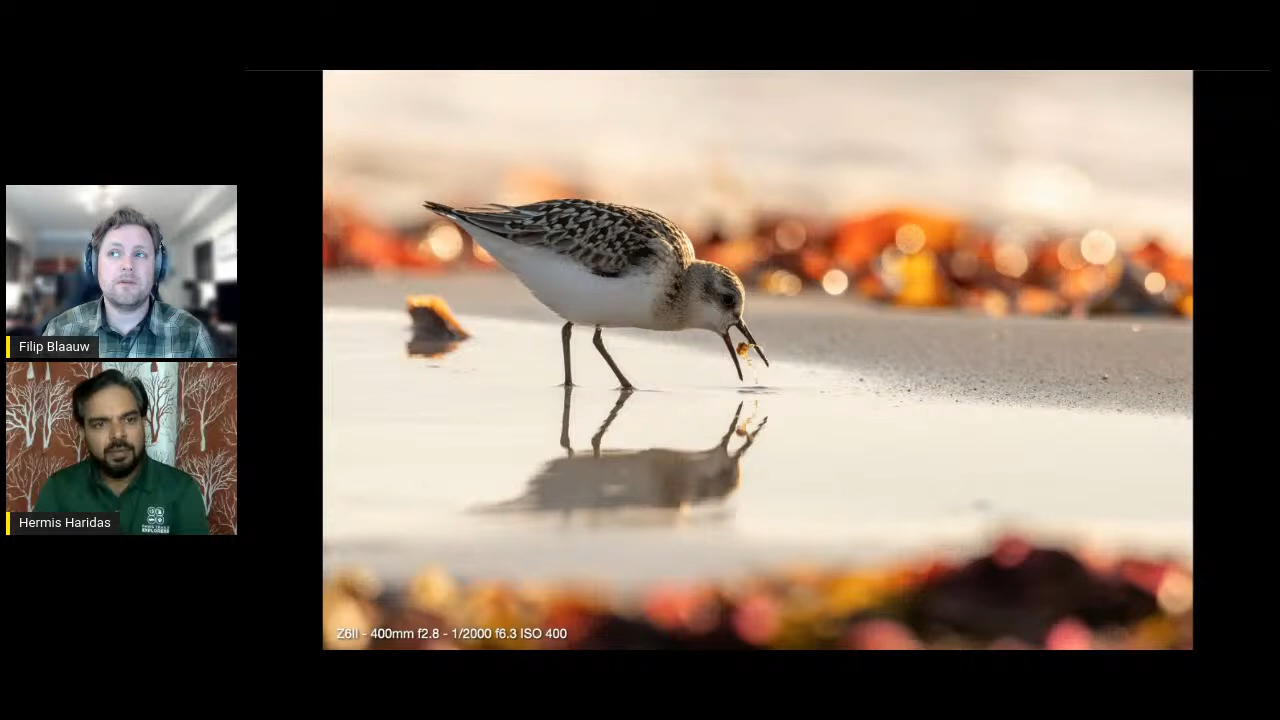 Filip Blaauw
Hermis Haridas
Z6II - 400mm f2.8 - 1/2000 f6.3 ISO 400